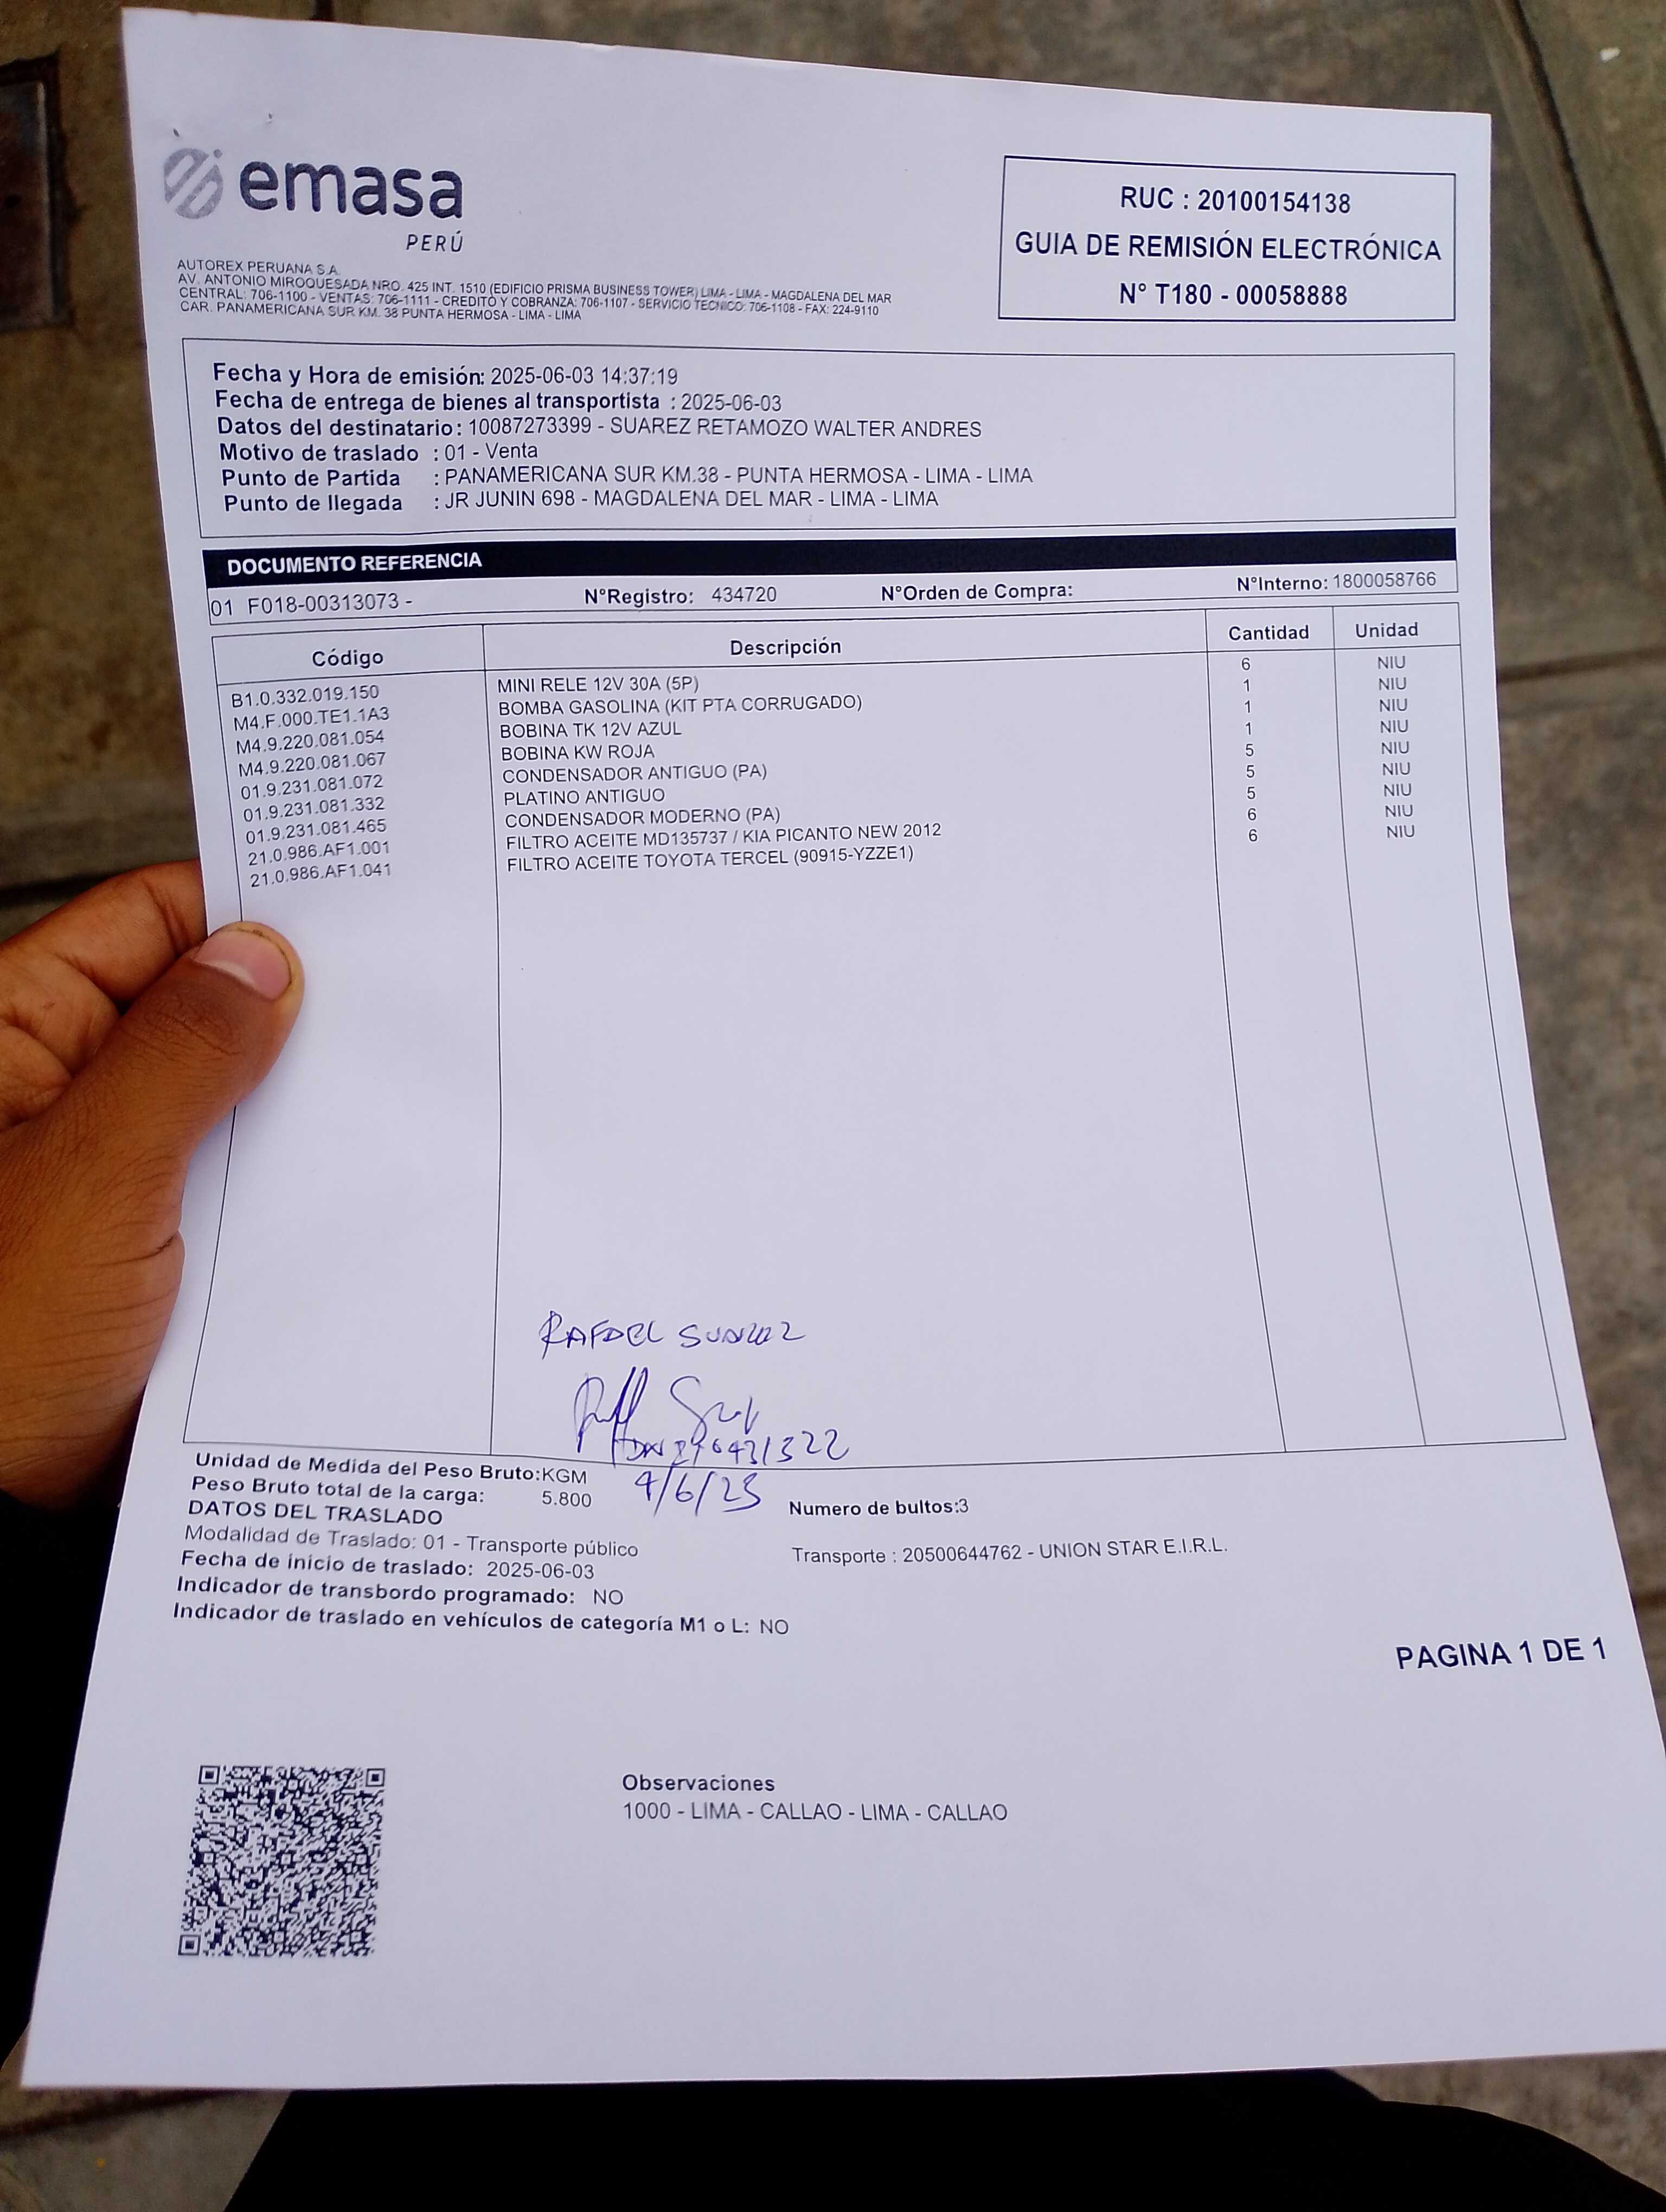 emasa
PERÚ
AUTOREX PERUANA S.A.
AV. ANTONIO MIROQUESADA NRO. 425 INT. 1510 (EDIFICIO PRISMA BUSINESS TOWER) LIMA - LIMA - MAGDALENA DEL MAR
CENTRAL: 706-1100 - VENTAS: 706-1111 - CREDITO Y COBRANZA: 706-1107 - SERVICIO TECNICO: 706-1108 - FAX: 224-9110
CAR. PANAMERICANA SUR KM. 38 PUNTA HERMOSA - LIMA - LIMA
RUC : 20100154138
GUIA DE REMISIÓN ELECTRÓNICA
N° T180 - 00058888
Fecha y Hora de emisión: 2025-06-03 14:37:19
Fecha de entrega de bienes al transportista : 2025-06-03
Datos del destinatario: 10087273399 - SUAREZ RETAMOZO WALTER ANDRES
Motivo de traslado : 01 - Venta
Punto de Partida : PANAMERICANA SUR KM.38 - PUNTA HERMOSA - LIMA - LIMA
Punto de llegada : JR JUNIN 698 - MAGDALENA DEL MAR - LIMA - LIMA
DOCUMENTO REFERENCIA
01 F018-00313073 - N°Registro: 434720 N°Orden de Compra: N°Interno: 1800058766
Código Descripción Cantidad Unidad
B1.0.332.019.150 MINI RELE 12V 30A (5P) 6 NIU
M4.F.000.TE1.1A3 BOMBA GASOLINA (KIT PTA CORRUGADO) 1 NIU
M4.9.220.081.054 BOBINA TK 12V AZUL 1 NIU
M4.9.220.081.067 BOBINA KW ROJA 1 NIU
01.9.231.081.072 CONDENSADOR ANTIGUO (PA) 5 NIU
01.9.231.081.332 PLATINO ANTIGUO 5 NIU
01.9.231.081.465 CONDENSADOR MODERNO (PA) 5 NIU
21.0.986.AF1.001 FILTRO ACEITE MD135737 / KIA PICANTO NEW 2012 6 NIU
21.0.986.AF1.041 FILTRO ACEITE TOYOTA TERCEL (90915-YZZE1) 6 NIU
RAFAEL SUAREZ
Unidad de Medida del Peso Bruto:KGM
Peso Bruto total de la carga: 5.800 Numero de bultos:3
DATOS DEL TRASLADO
Modalidad de Traslado: 01 - Transporte público
Transporte : 20500644762 - UNION STAR E.I.R.L.
Fecha de inicio de traslado: 2025-06-03
Indicador de transbordo programado: NO
Indicador de traslado en vehículos de categoría M1 o L: NO
PAGINA 1 DE 1
Observaciones
1000 - LIMA - CALLAO - LIMA - CALLAO